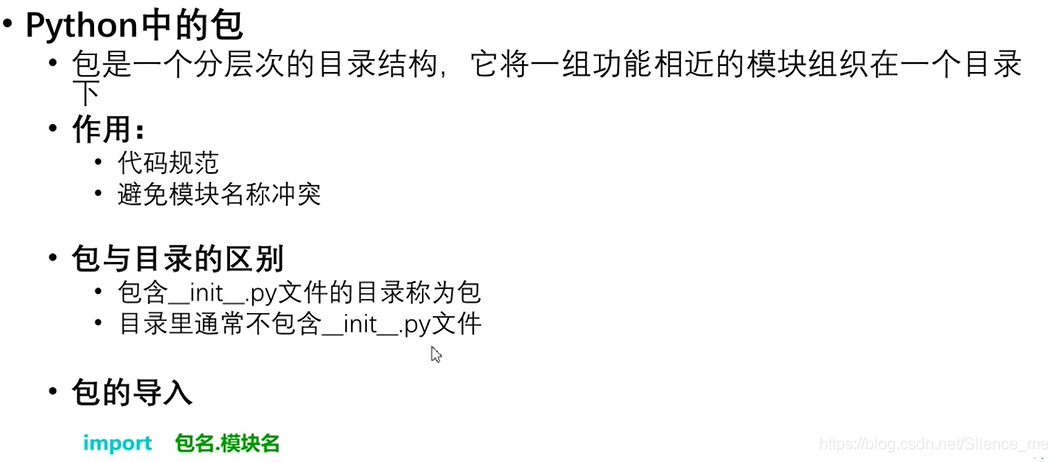 • Python中的包
• 包是一个分层次的目录结构，它将一组功能相近的模块组织在一个目录
下
• 作用：
• 代码规范
• 避免模块名称冲突
• 包与目录的区别
• 包含__init__.py文件的目录称为包
• 目录里通常不包含__init__.py文件
• 包的导入
import 包名.模块名
https://blog.csdn.net/Slience_me